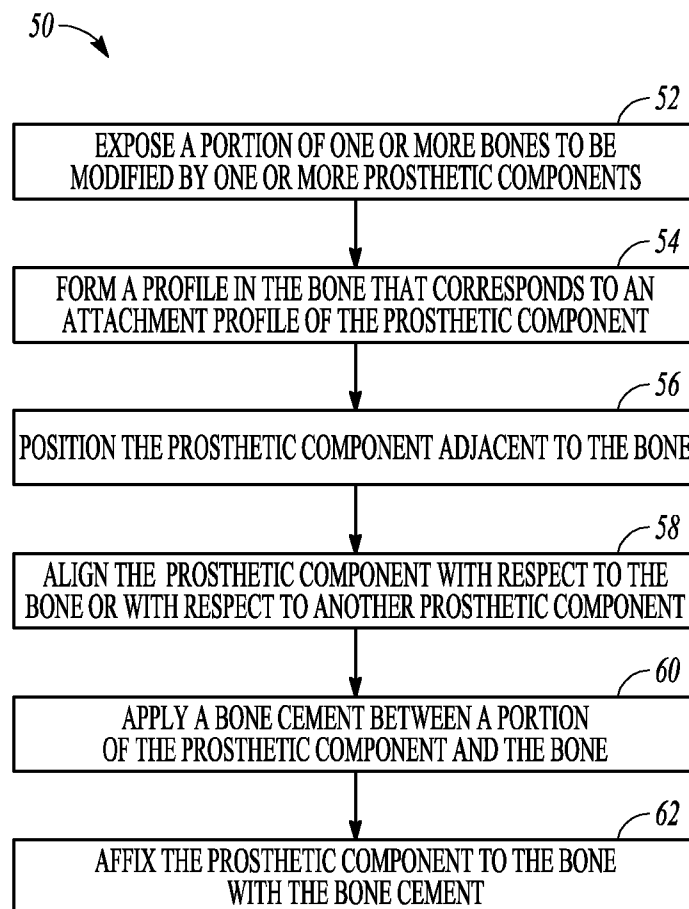 50
52
EXPOSE A PORTION OF ONE OR MORE BONES TO BE
MODIFIED BY ONE OR MORE PROSTHETIC COMPONENTS
54
FORM A PROFILE IN THE BONE THAT CORRESPONDS TO AN
ATTACHMENT PROFILE OF THE PROSTHETIC COMPONENT
56
POSITION THE PROSTHETIC COMPONENT ADJACENT TO THE BONE
58
ALIGN THE PROSTHETIC COMPONENT WITH RESPECT TO THE
BONE OR WITH RESPECT TO ANOTHER PROSTHETIC COMPONENT
60
APPLY A BONE CEMENT BETWEEN A PORTION
OF THE PROSTHETIC COMPONENT AND THE BONE
62
AFFIX THE PROSTHETIC COMPONENT TO THE BONE
WITH THE BONE CEMENT